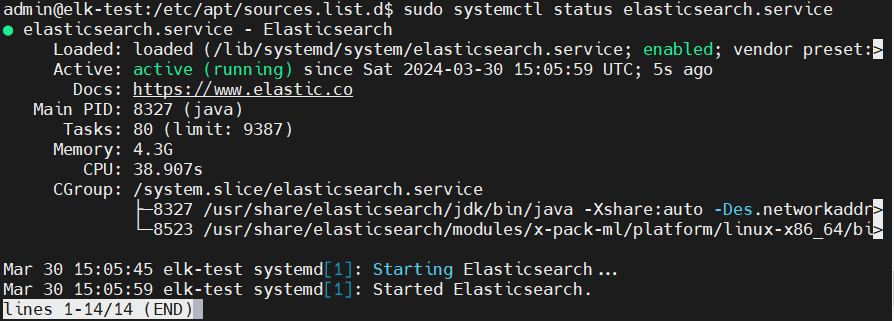 admin@elk-test:/etc/apt/sources.list.d$ sudo systemctl status elasticsearch.service
● elasticsearch.service - Elasticsearch
     Loaded: loaded (/lib/systemd/system/elasticsearch.service; enabled; vendor preset:>
     Active: active (running) since Sat 2024-03-30 15:05:59 UTC; 5s ago
       Docs: https://www.elastic.co
   Main PID: 8327 (java)
      Tasks: 80 (limit: 9387)
     Memory: 4.3G
        CPU: 38.907s
     CGroup: /system.slice/elasticsearch.service
             ├─8327 /usr/share/elasticsearch/jdk/bin/java -Xshare:auto -Des.networkaddr>
             └─8523 /usr/share/elasticsearch/modules/x-pack-ml/platform/linux-x86_64/bi>

Mar 30 15:05:45 elk-test systemd[1]: Starting Elasticsearch...
Mar 30 15:05:59 elk-test systemd[1]: Started Elasticsearch.
lines 1-14/14 (END)